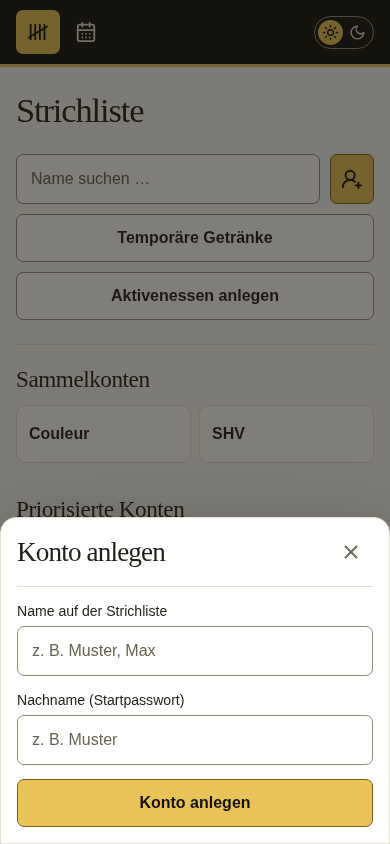 Strichliste
Name suchen …
Temporäre Getränke
Aktivenessen anlegen
Sammelkonten
Couleur
SHV
Priorisierte Konten
Konto anlegen
Name auf der Strichliste
z. B. Muster, Max
Nachname (Startpasswort)
z. B. Muster
Konto anlegen